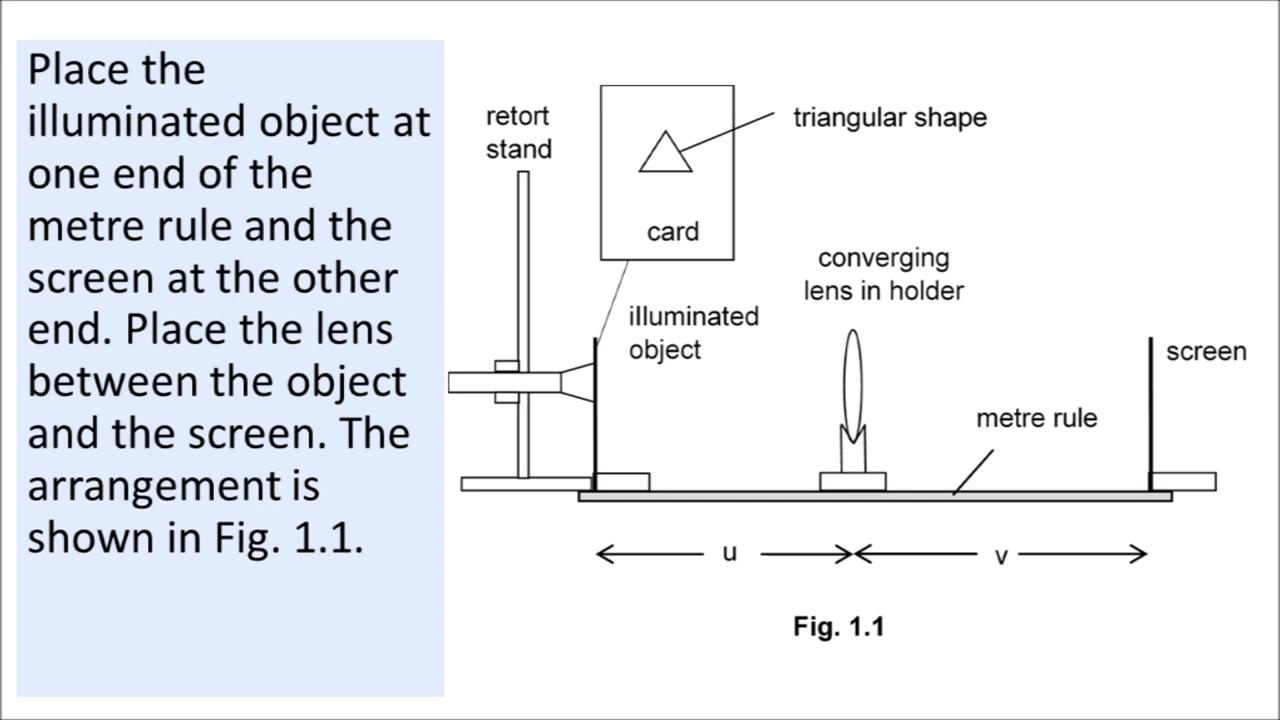 Place the
illuminated object at
one end of the
metre rule and the
screen at the other
end. Place the lens
between the object
and the screen. The
arrangement is
shown in Fig. 1.1.
retort
stand
triangular shape
card
converging
lens in holder
illuminated
object
screen
metre rule
u
v
Fig. 1.1